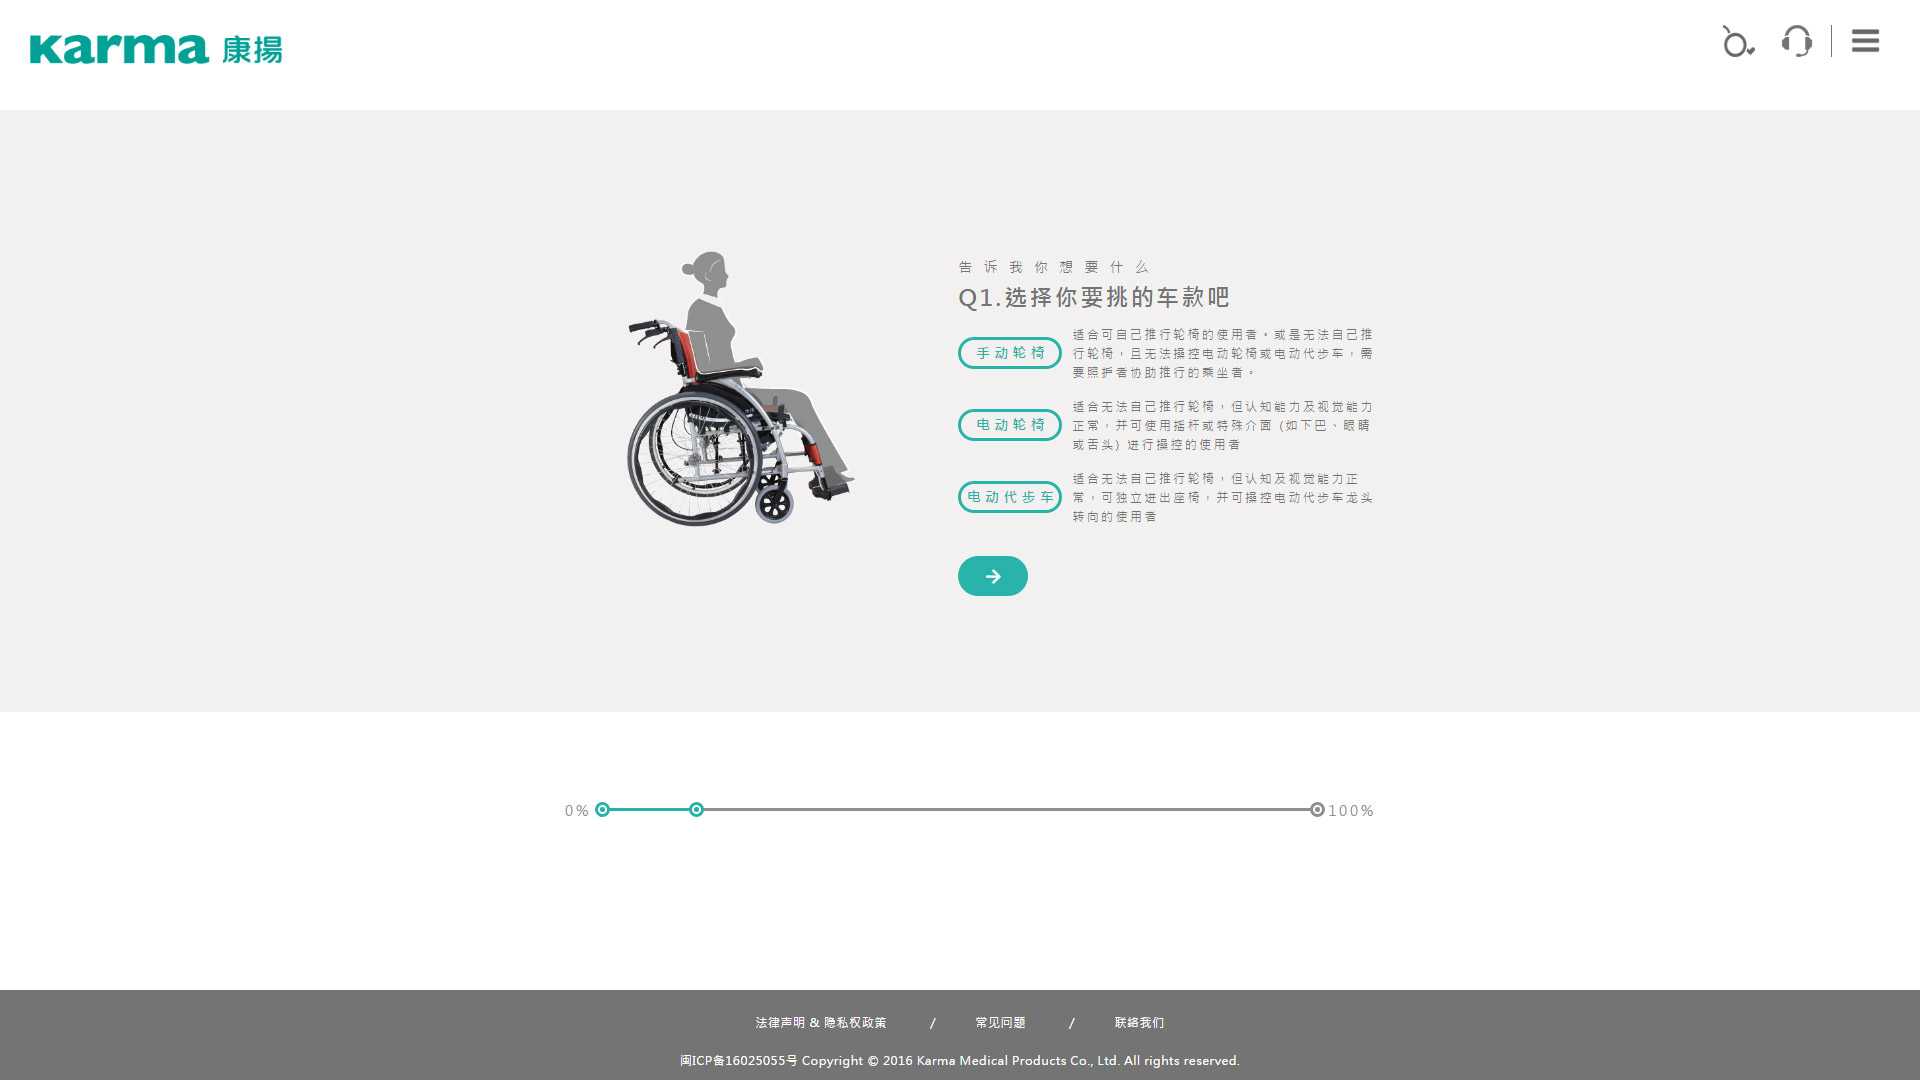 karma 康揚
告诉我你想要什么
Q1.选择你要挑的车款吧
手动轮椅
适合可自己推行轮椅的使用者。或是无法自己推
行轮椅，且无法操控电动轮椅或电动代步车，需
要照护者协助推行的乘坐者。
电动轮椅
适合无法自己推行轮椅，但认知能力及视觉能力
正常，并可使用摇杆或特殊介面 (如下巴、眼睛
或舌头) 进行操控的使用者
电动代步车
适合无法自己推行轮椅，但认知及视觉能力正
常，可独立进出座椅，并可操控电动代步车龙头
转向的使用者
0%
100%
法律声明 & 隐私权政策 / 常见问题 / 联络我们
闽ICP备16025055号 Copyright © 2016 Karma Medical Products Co., Ltd. All rights reserved.